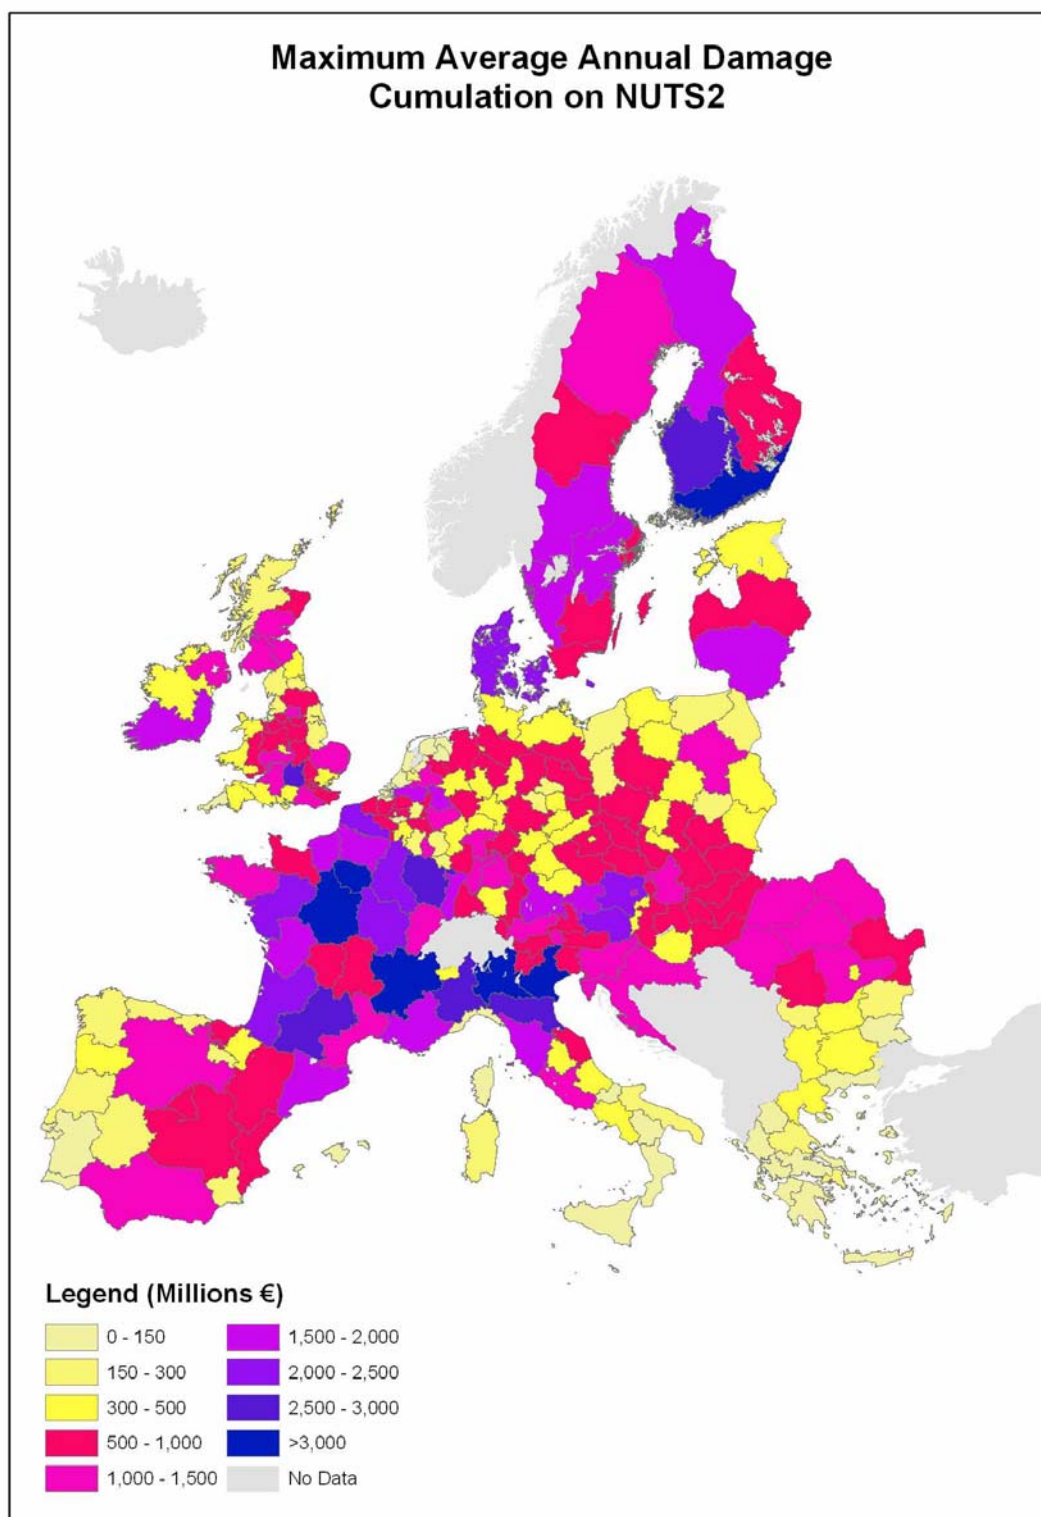 Maximum Average Annual Damage
Cumulation on NUTS2
Legend (Millions €)
0 - 150
150 - 300
300 - 500
500 - 1,000
1,000 - 1,500
1,500 - 2,000
2,000 - 2,500
2,500 - 3,000
>3,000
No Data